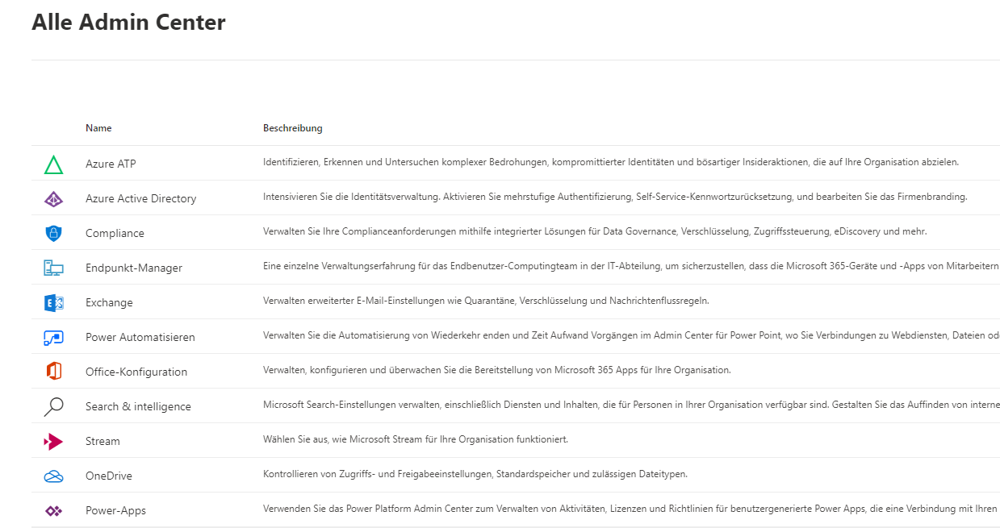 Alle Admin Center
Name Beschreibung
Azure ATP Identifizieren, Erkennen und Untersuchen komplexer Bedrohungen, kompromittierter Identitäten und bösartiger Insideraktionen, die auf Ihre Organisation abzielen.
Azure Active Directory Intensivieren Sie die Identitätsverwaltung. Aktivieren Sie mehrstufige Authentifizierung, Self-Service-Kennwortzurücksetzung, und bearbeiten Sie das Firmenbranding.
Compliance Verwalten Sie Ihre Complianceanforderungen mithilfe integrierter Lösungen für Data Governance, Verschlüsselung, Zugriffssteuerung, eDiscovery und mehr.
Endpunkt-Manager Eine einzelne Verwaltungserfahrung für das Endbenutzer-Computingteam in der IT-Abteilung, um sicherzustellen, dass die Microsoft 365-Geräte und -Apps von Mitarbeitern
Exchange Verwalten erweiterter E-Mail-Einstellungen wie Quarantäne, Verschlüsselung und Nachrichtenflussregeln.
Power Automatisieren Verwalten Sie die Automatisierung von Wiederkehr enden und Zeit Aufwand Vorgängen im Admin Center für Power Point, wo Sie Verbindungen zu Webdiensten, Dateien od
Office-Konfiguration Verwalten, konfigurieren und überwachen Sie die Bereitstellung von Microsoft 365 Apps für Ihre Organisation.
Search & intelligence Microsoft Search-Einstellungen verwalten, einschließlich Diensten und Inhalten, die für Personen in Ihrer Organisation verfügbar sind. Gestalten Sie das Auffinden von interne
Stream Wählen Sie aus, wie Microsoft Stream für Ihre Organisation funktioniert.
OneDrive Kontrollieren von Zugriffs- und Freigabeeinstellungen, Standardspeicher und zulässigen Dateitypen.
Power-Apps Verwenden Sie das Power Platform Admin Center zum Verwalten von Aktivitäten, Lizenzen und Richtlinien für benutzergenerierte Power Apps, die eine Verbindung mit Ihren